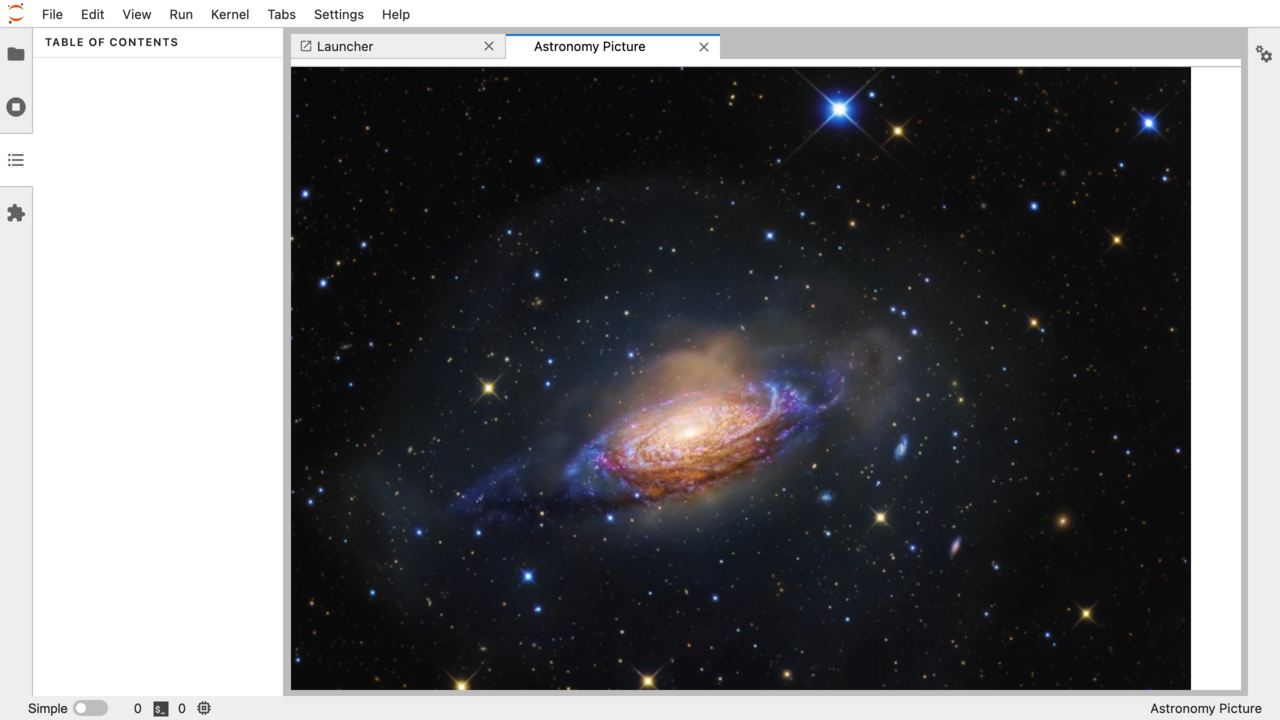 File Edit View Run Kernel Tabs Settings Help
TABLE OF CONTENTS
Launcher
Astronomy Picture
Simple
0
$_
0
Astronomy Picture